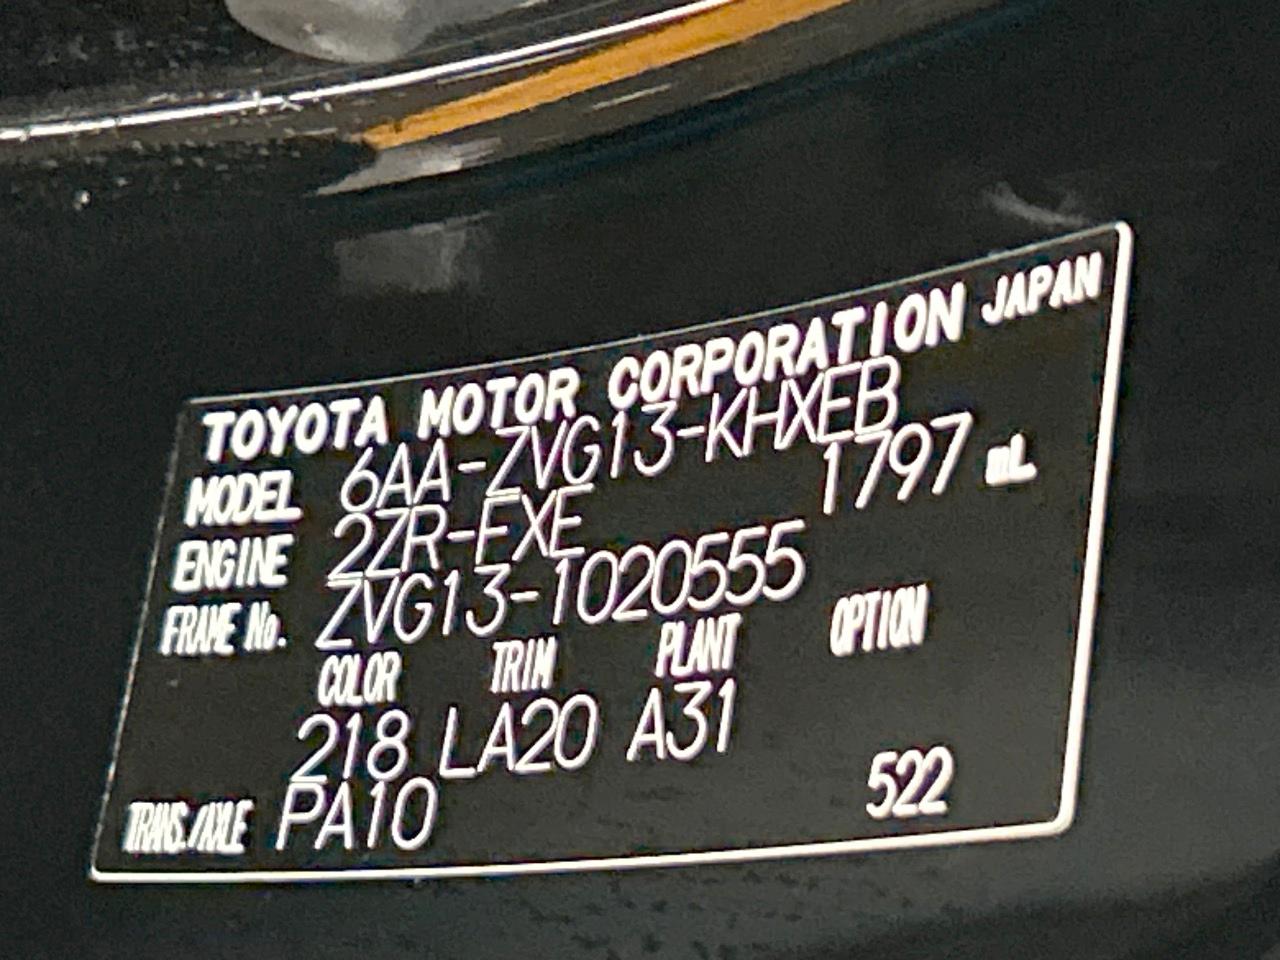 TOYOTA MOTOR CORPORATION JAPAN
MODEL 6AA-ZVG13-KHXEB
ENGINE 2ZR-FXE 1797 mL
FRAME No. ZVG13-1020555
COLOR TRIM PLANT OPTION
218 LA20 A31
TRANS./AXLE PA10 522